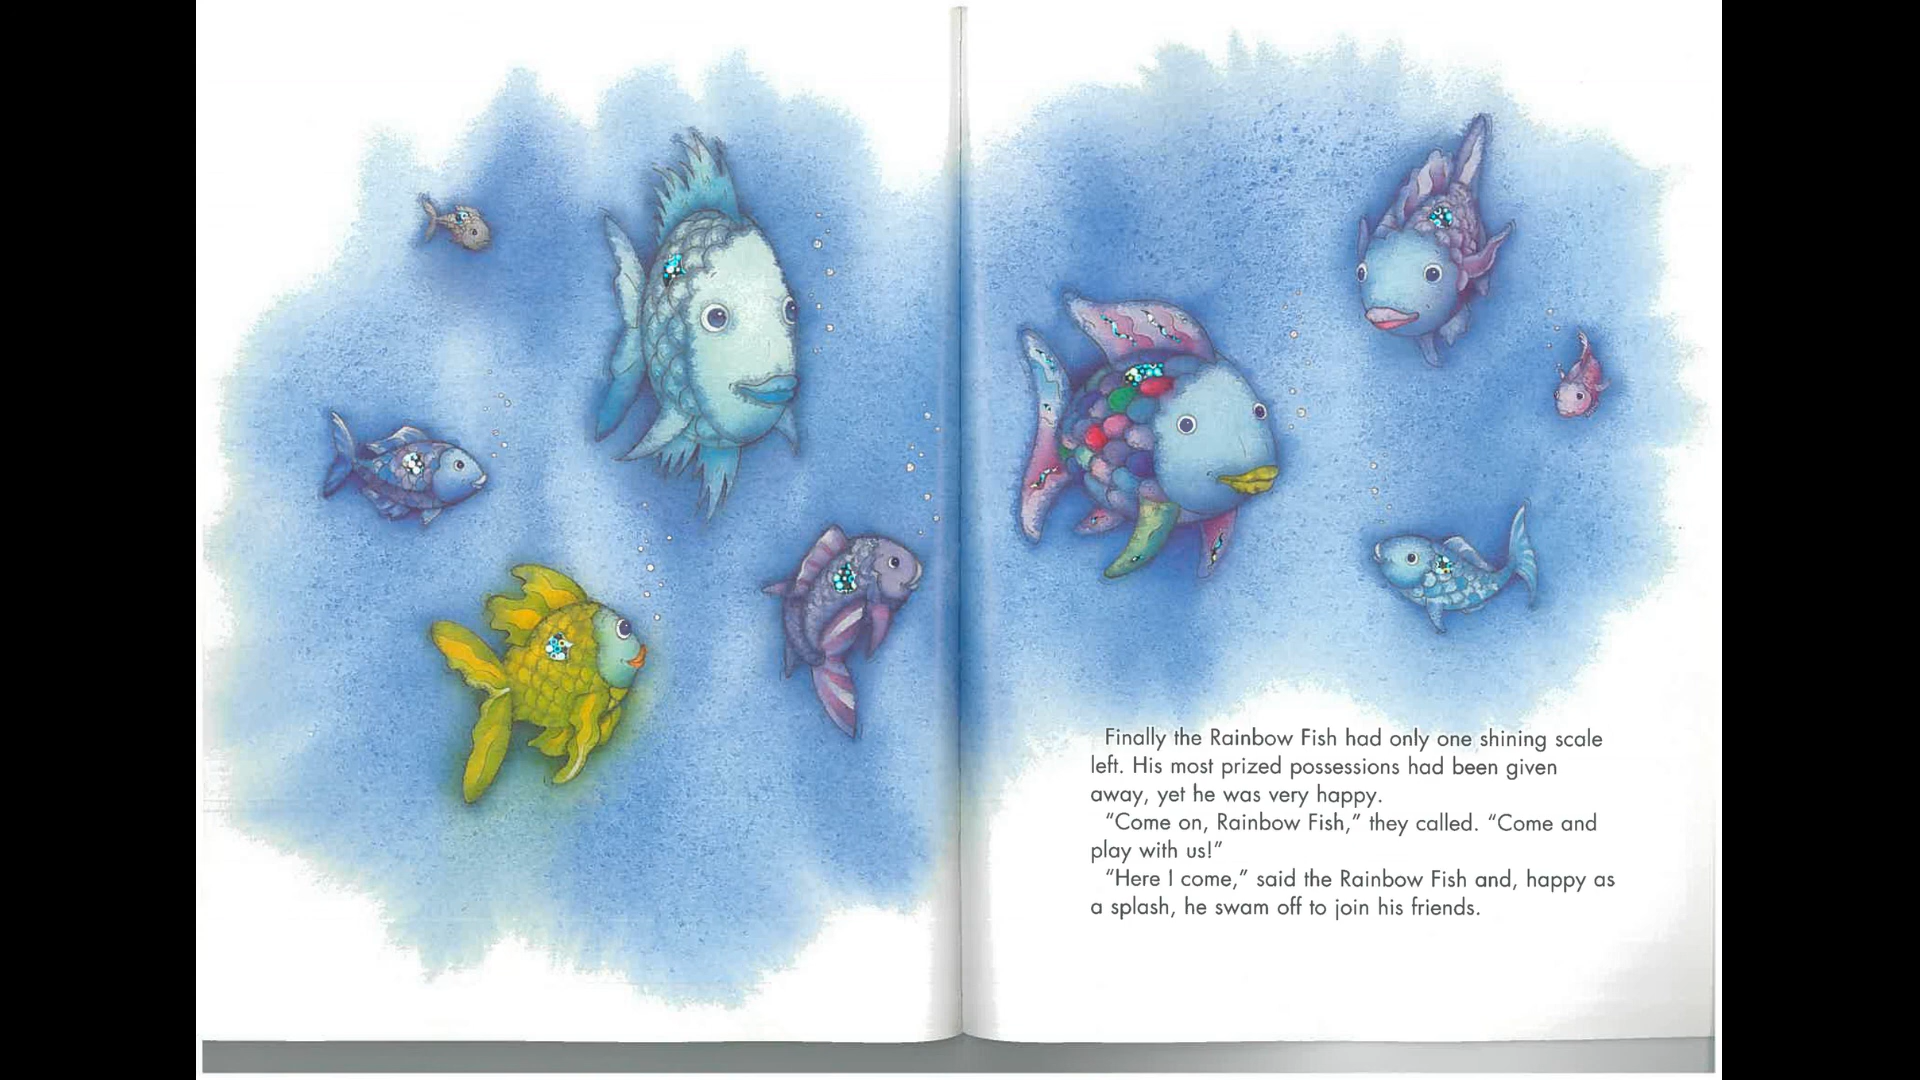 Finally the Rainbow Fish had only one shining scale
left. His most prized possessions had been given
away, yet he was very happy.
“Come on, Rainbow Fish,” they called. “Come and
play with us!”
“Here I come,” said the Rainbow Fish and, happy as
a splash, he swam off to join his friends.